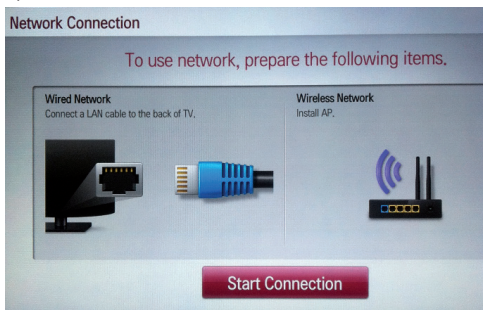 Network Connection
To use network, prepare the following items.
Wired Network
Connect a LAN cable to the back of TV.
Wireless Network
Install AP.
Start Connection